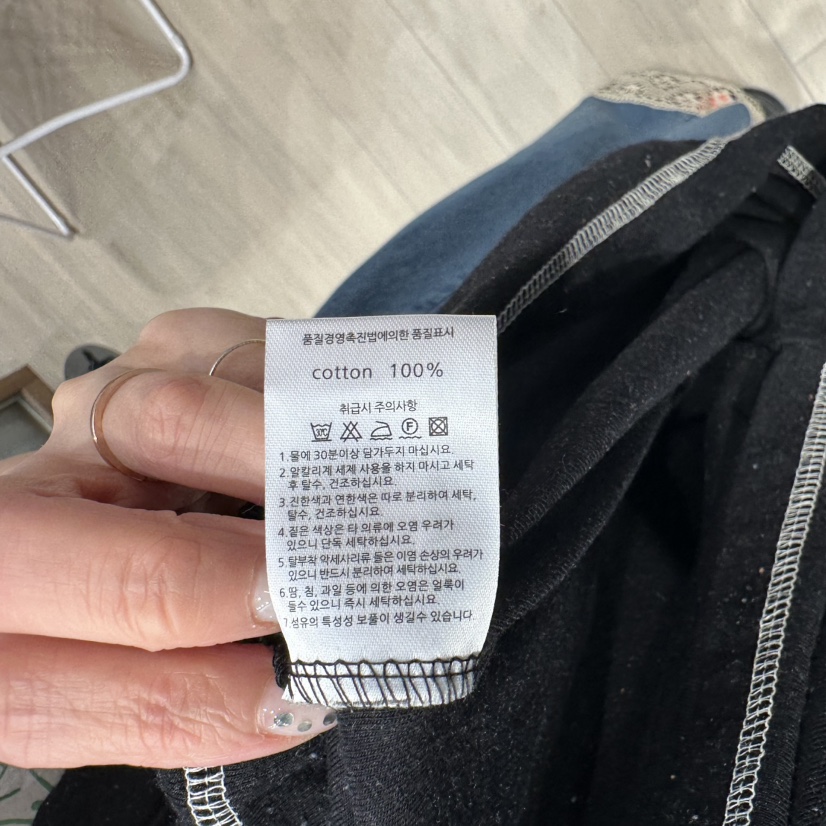 품질경영촉진법에의한 품질표시
cotton 100%
취급시 주의사항
30℃ F
1.물에 30분이상 담가두지 마십시요.
2.알칼리계 세제 사용을 하지 마시고 세탁
후 탈수, 건조하십시요.
3.진한색과 연한색은 따로 분리하여 세탁,
탈수, 건조하십시요.
4.짙은 색상은 타 의류에 오염 우려가
있으니 단독 세탁하십시요.
5.탈부착 악세사리류 들은 이염 손상의 우려가
있으니 반드시 분리하여 세탁하십시요.
6.땀, 침, 과일 등에 의한 오염은 얼룩이
들수 있으니 즉시 세탁하십시요.
7.섬유의 특성성 보풀이 생길수 있습니다.